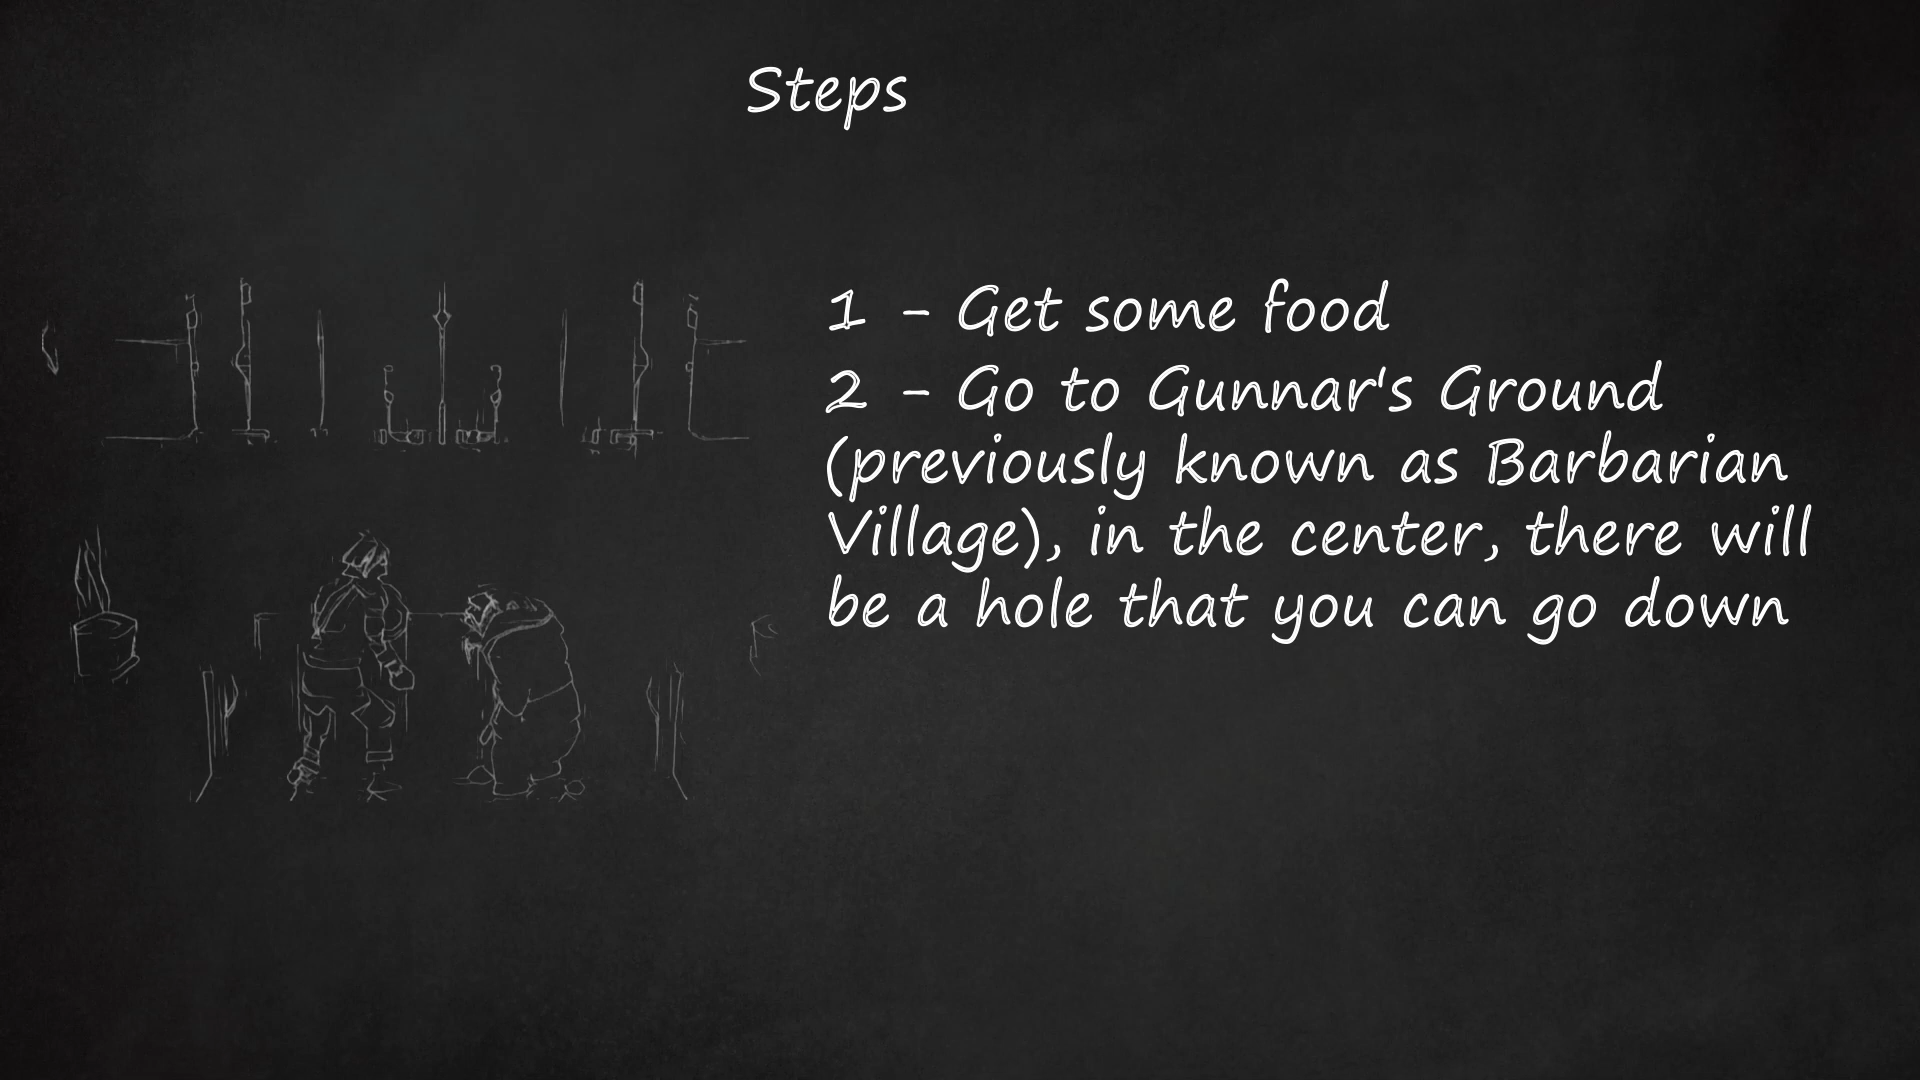 Steps
1 - Get some food
2 - Go to Gunnar's Ground
(previously known as Barbarian
Village), in the center, there will
be a hole that you can go down